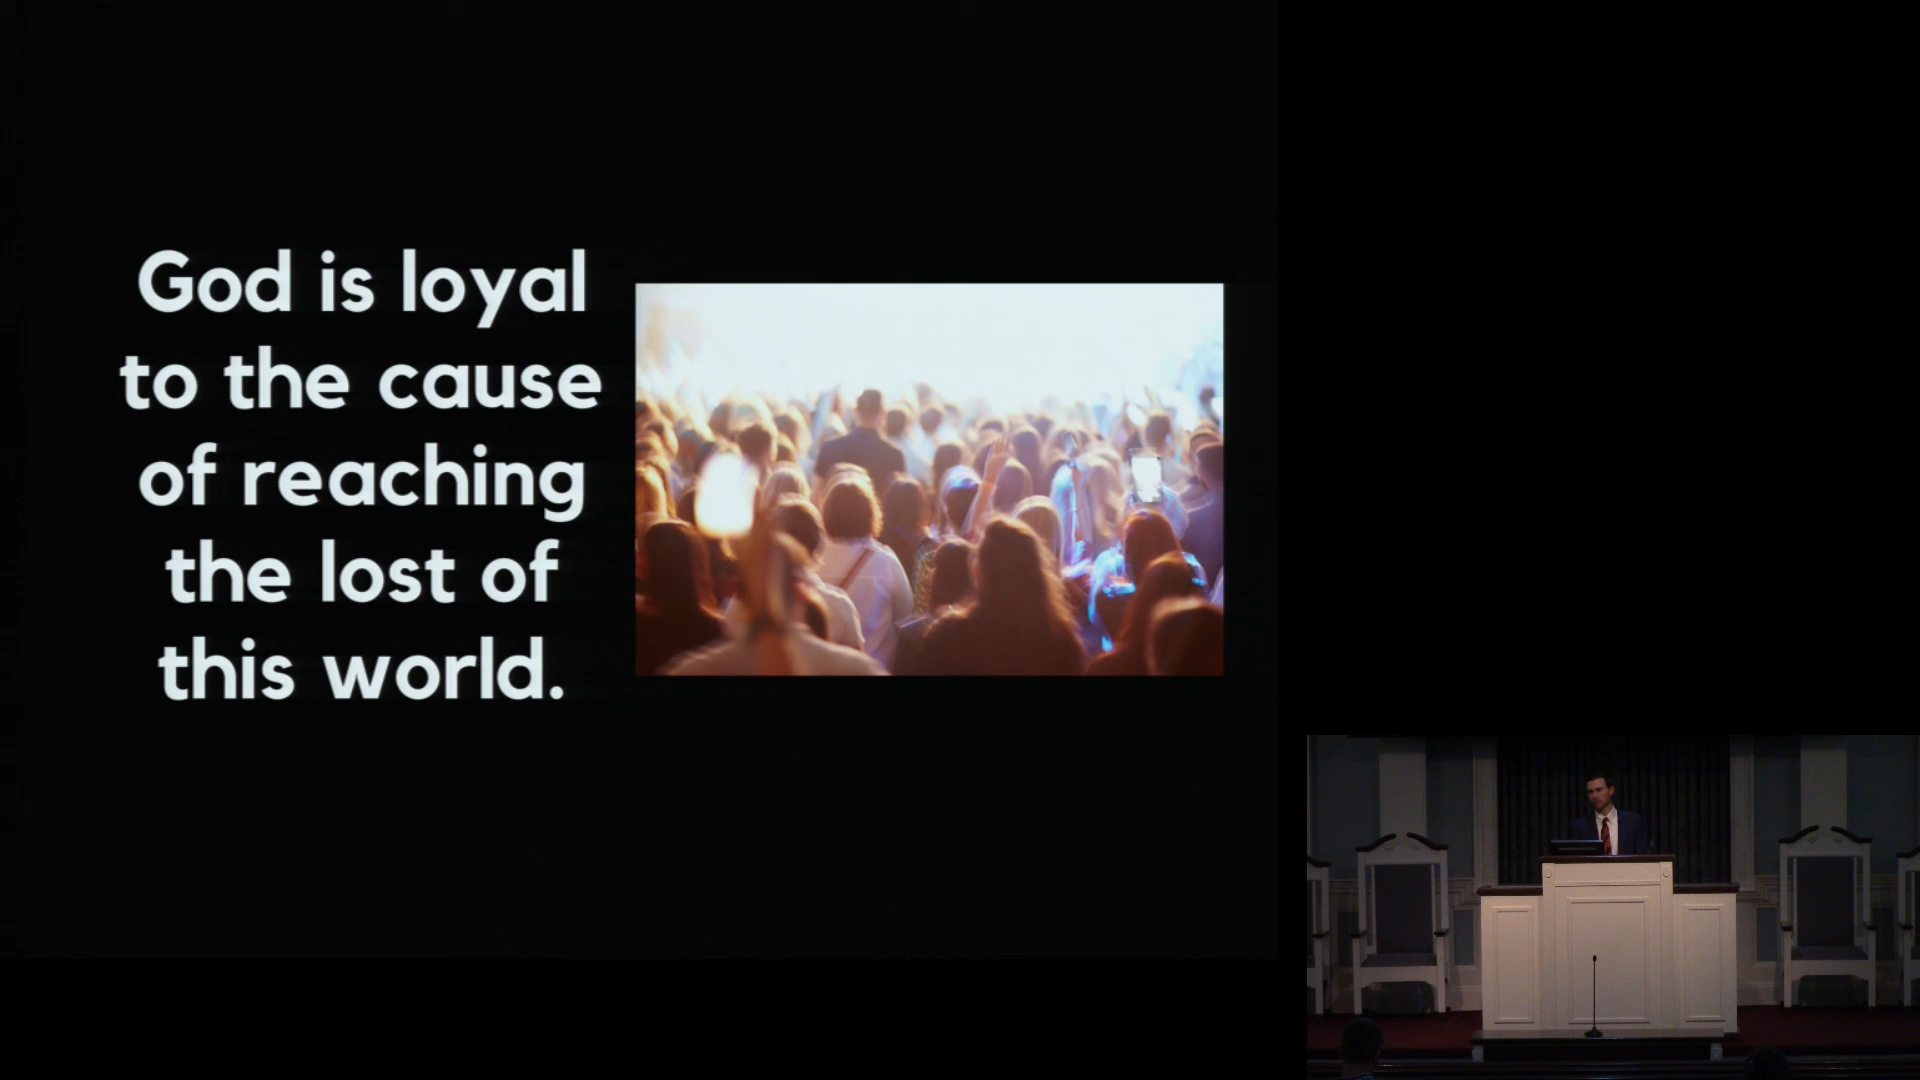 God is loyal
to the cause
of reaching
the lost of
this world.